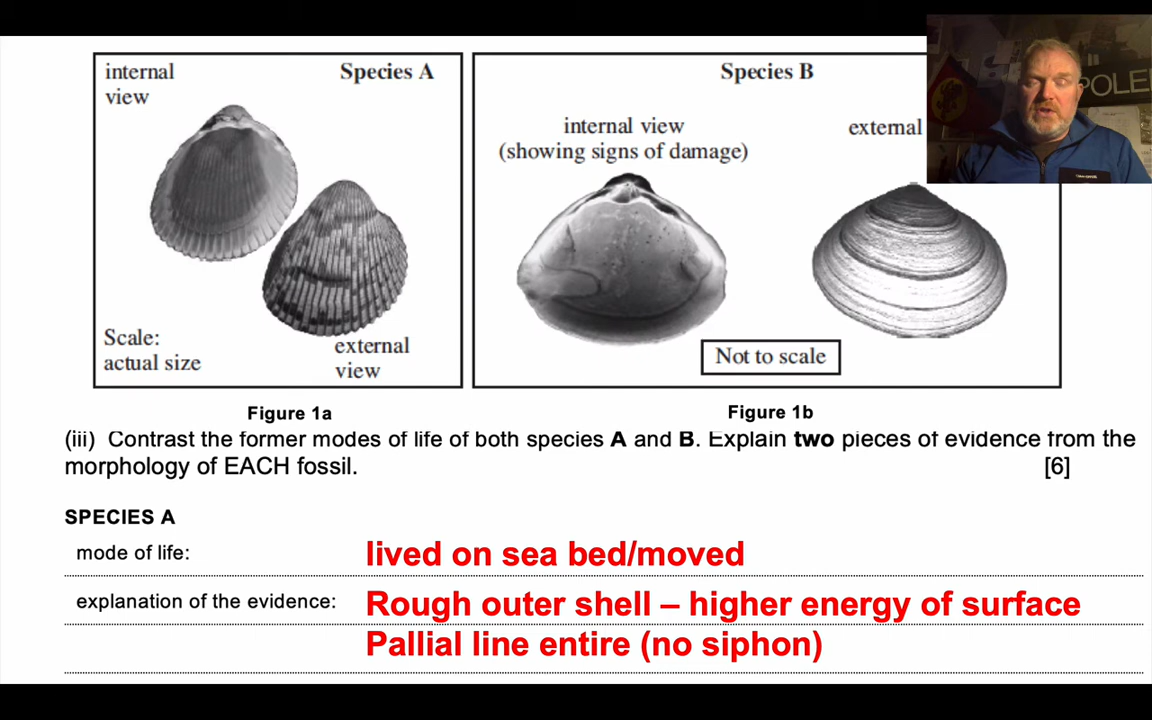 internal
view
Species A
Scale:
actual size
external
view
Species B
internal view
(showing signs of damage)
external
Not to scale
POLE
Figure 1a
Figure 1b
(iii) Contrast the former modes of life of both species A and B. Explain two pieces of evidence from the
morphology of EACH fossil. [6]
SPECIES A
mode of life: lived on sea bed/moved
explanation of the evidence: Rough outer shell – higher energy of surface
Pallial line entire (no siphon)